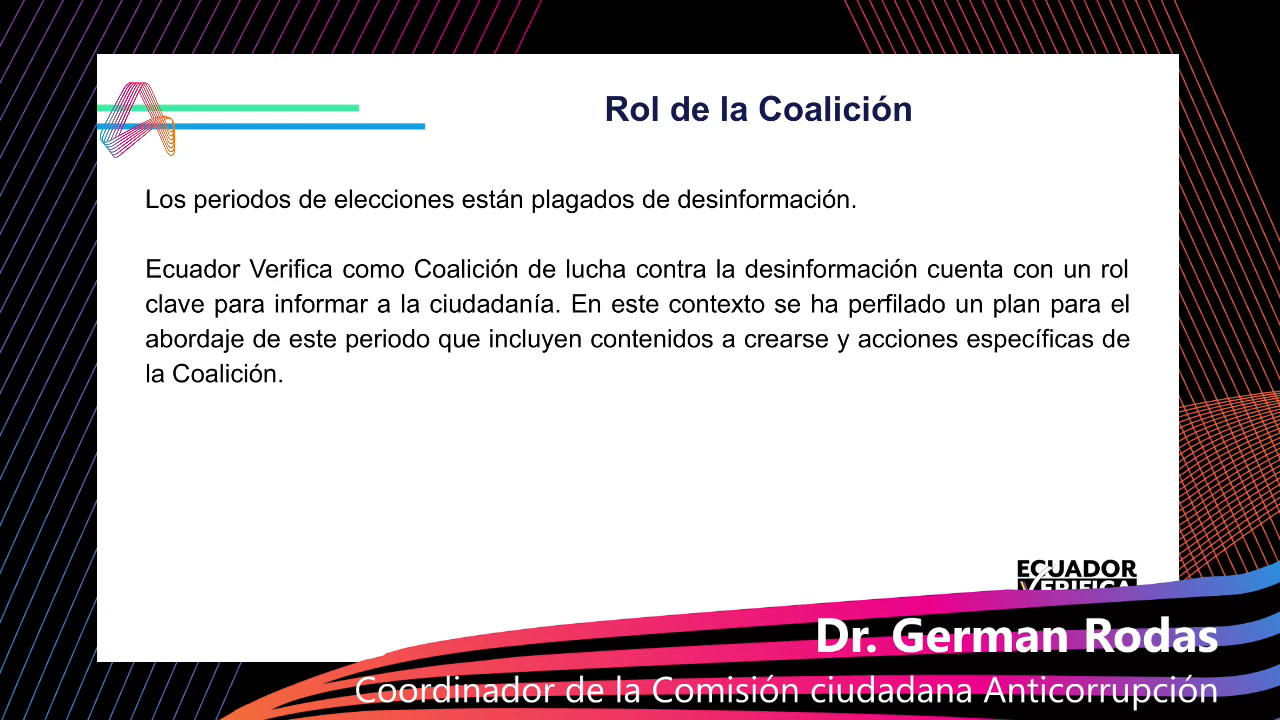 Rol de la Coalición
Los periodos de elecciones están plagados de desinformación.
Ecuador Verifica como Coalición de lucha contra la desinformación cuenta con un rol
clave para informar a la ciudadanía. En este contexto se ha perfilado un plan para el
abordaje de este periodo que incluyen contenidos a crearse y acciones específicas de
la Coalición.
ECUADOR
VERIFICA
Dr. German Rodas
Coordinador de la Comisión ciudadana Anticorrupción